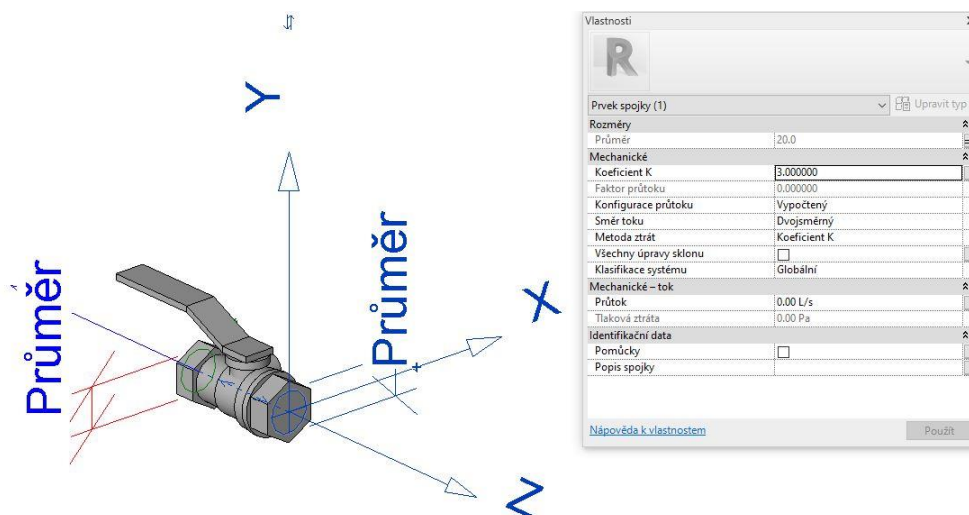 Vlastnosti
R
Prvek spojky (1)
Upravit typ
Rozměry
Průměr 20.0
Mechanické
Koeficient K 3.000000
Faktor průtoku 0.000000
Konfigurace průtoku Vypočtený
Směr toku Dvojsměrný
Metoda ztrát Koeficient K
Všechny úpravy sklonu
Klasifikace systému Globální
Mechanické – tok
Průtok 0.00 L/s
Tlaková ztráta 0.00 Pa
Identifikační data
Pomůcky
Popis spojky
Nápověda k vlastnostem
Použít
Y
Průměr
Průměr
X
Z